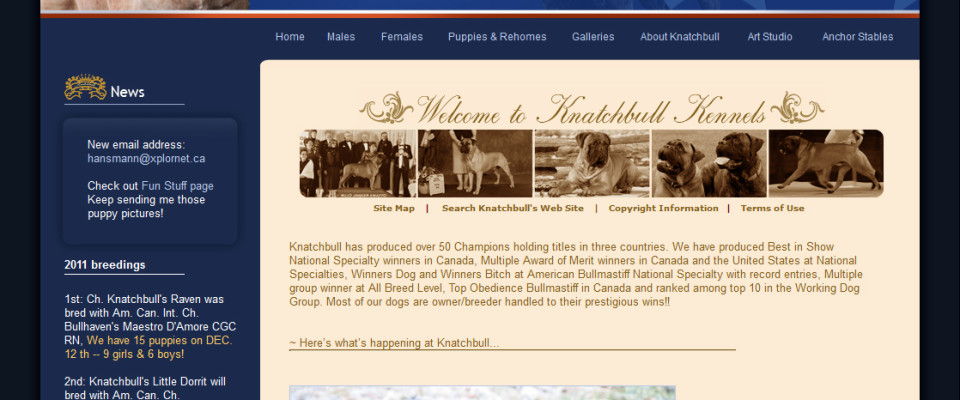 Home Males Females Puppies & Rehomes Galleries About Knatchbull Art Studio Anchor Stables
News
New email address:
hansmann@xplornet.ca
Check out Fun Stuff page
Keep sending me those
puppy pictures!
2011 breedings
1st: Ch. Knatchbull's Raven was
bred with Am. Can. Int. Ch.
Bullhaven's Maestro D'Amore CGC
RN, We have 15 puppies on DEC.
12 th -- 9 girls & 6 boys!
2nd: Knatchbull's Little Dorrit will
bred with Am. Can. Ch.
Welcome to Knatchbull Kennels
Site Map | Search Knatchbull's Web Site | Copyright Information | Terms of Use
Knatchbull has produced over 50 Champions holding titles in three countries. We have produced Best in Show
National Specialty winners in Canada, Multiple Award of Merit winners in Canada and the United States at National
Specialties, Winners Dog and Winners Bitch at American Bullmastiff National Specialty with record entries, Multiple
group winner at All Breed Level, Top Obedience Bullmastiff in Canada and ranked among top 10 in the Working Dog
Group. Most of our dogs are owner/breeder handled to their prestigious wins!!
~ Here's what's happening at Knatchbull...